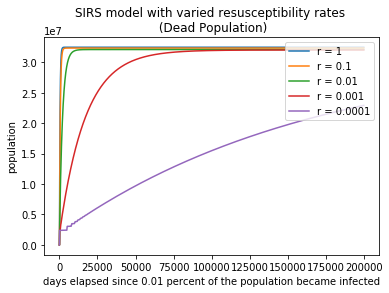 SIRS model with varied resusceptibility rates
(Dead Population)
1e7
r = 1
r = 0.1
r = 0.01
r = 0.001
r = 0.0001
3.0
2.5
2.0
1.5
1.0
0.5
0.0
population
0 25000 50000 75000 100000 125000 150000 175000 200000
days elapsed since 0.01 percent of the population became infected